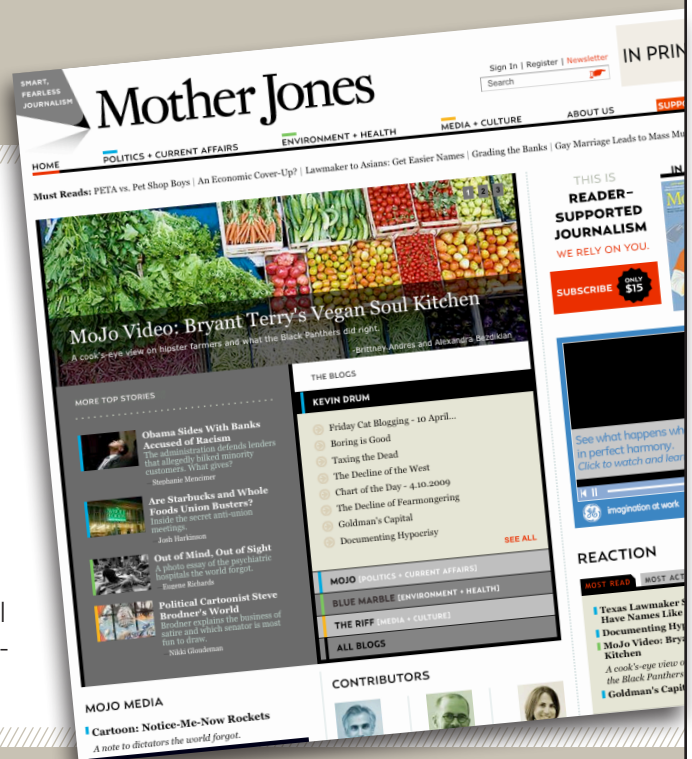 SMART,
FEARLESS
JOURNALISM
Mother Jones
Sign In | Register | Newsletter
Search
IN PRIN
HOME
POLITICS + CURRENT AFFAIRS
ENVIRONMENT + HEALTH
MEDIA + CULTURE
ABOUT US
SUPP
Must Reads: PETA vs. Pet Shop Boys | An Economic Cover-Up? | Lawmaker to Asians: Get Easier Names | Grading the Banks | Gay Marriage Leads to Mass Mu
1 2 3
MoJo Video: Bryant Terry's Vegan Soul Kitchen
A cook's-eye view on hipster farmers and what the Black Panthers did right.
-Brittney Andres and Alexandra Bezdikian
MORE TOP STORIES
Obama Sides With Banks
Accused of Racism
The administration defends lenders
that allegedly bilked minority
customers. What gives?
- Stephanie Mencimer
Are Starbucks and Whole
Foods Union Busters?
Inside the secret anti-union
meetings.
Josh Harkinson
Out of Mind, Out of Sight
A photo essay of the psychiatric
hospitals the world forgot.
Eugene Richards
Political Cartoonist Steve
Brodner's World
Brodner explains the business of
satire and which senator is most
fun to draw.
- Nikki Gloudeman
THE BLOGS
KEVIN DRUM
Friday Cat Blogging - 10 April...
Boring is Good
Taxing the Dead
The Decline of the West
Chart of the Day - 4.10.2009
The Decline of Fearmongering
Goldman's Capital
Documenting Hypocrisy
SEE ALL
MOJO [POLITICS + CURRENT AFFAIRS]
BLUE MARBLE [ENVIRONMENT + HEALTH]
THE RIFF [MEDIA + CULTURE]
ALL BLOGS
THIS IS
READER-
SUPPORTED
JOURNALISM
WE RELY ON YOU.
SUBSCRIBE
ONLY
$15
IN
Mo
See what happens wh
in perfect harmony.
Click to watch and lear
imagination at work
REACTION
MOST READ
MOST ACT
Texas Lawmaker S
Have Names Like
Documenting Hyp
MoJo Video: Brya
Kitchen
A cook's-eye view o
the Black Panthers
Goldman's Capit
MOJO MEDIA
Cartoon: Notice-Me-Now Rockets
A note to dictators the world forgot.
CONTRIBUTORS
l
-